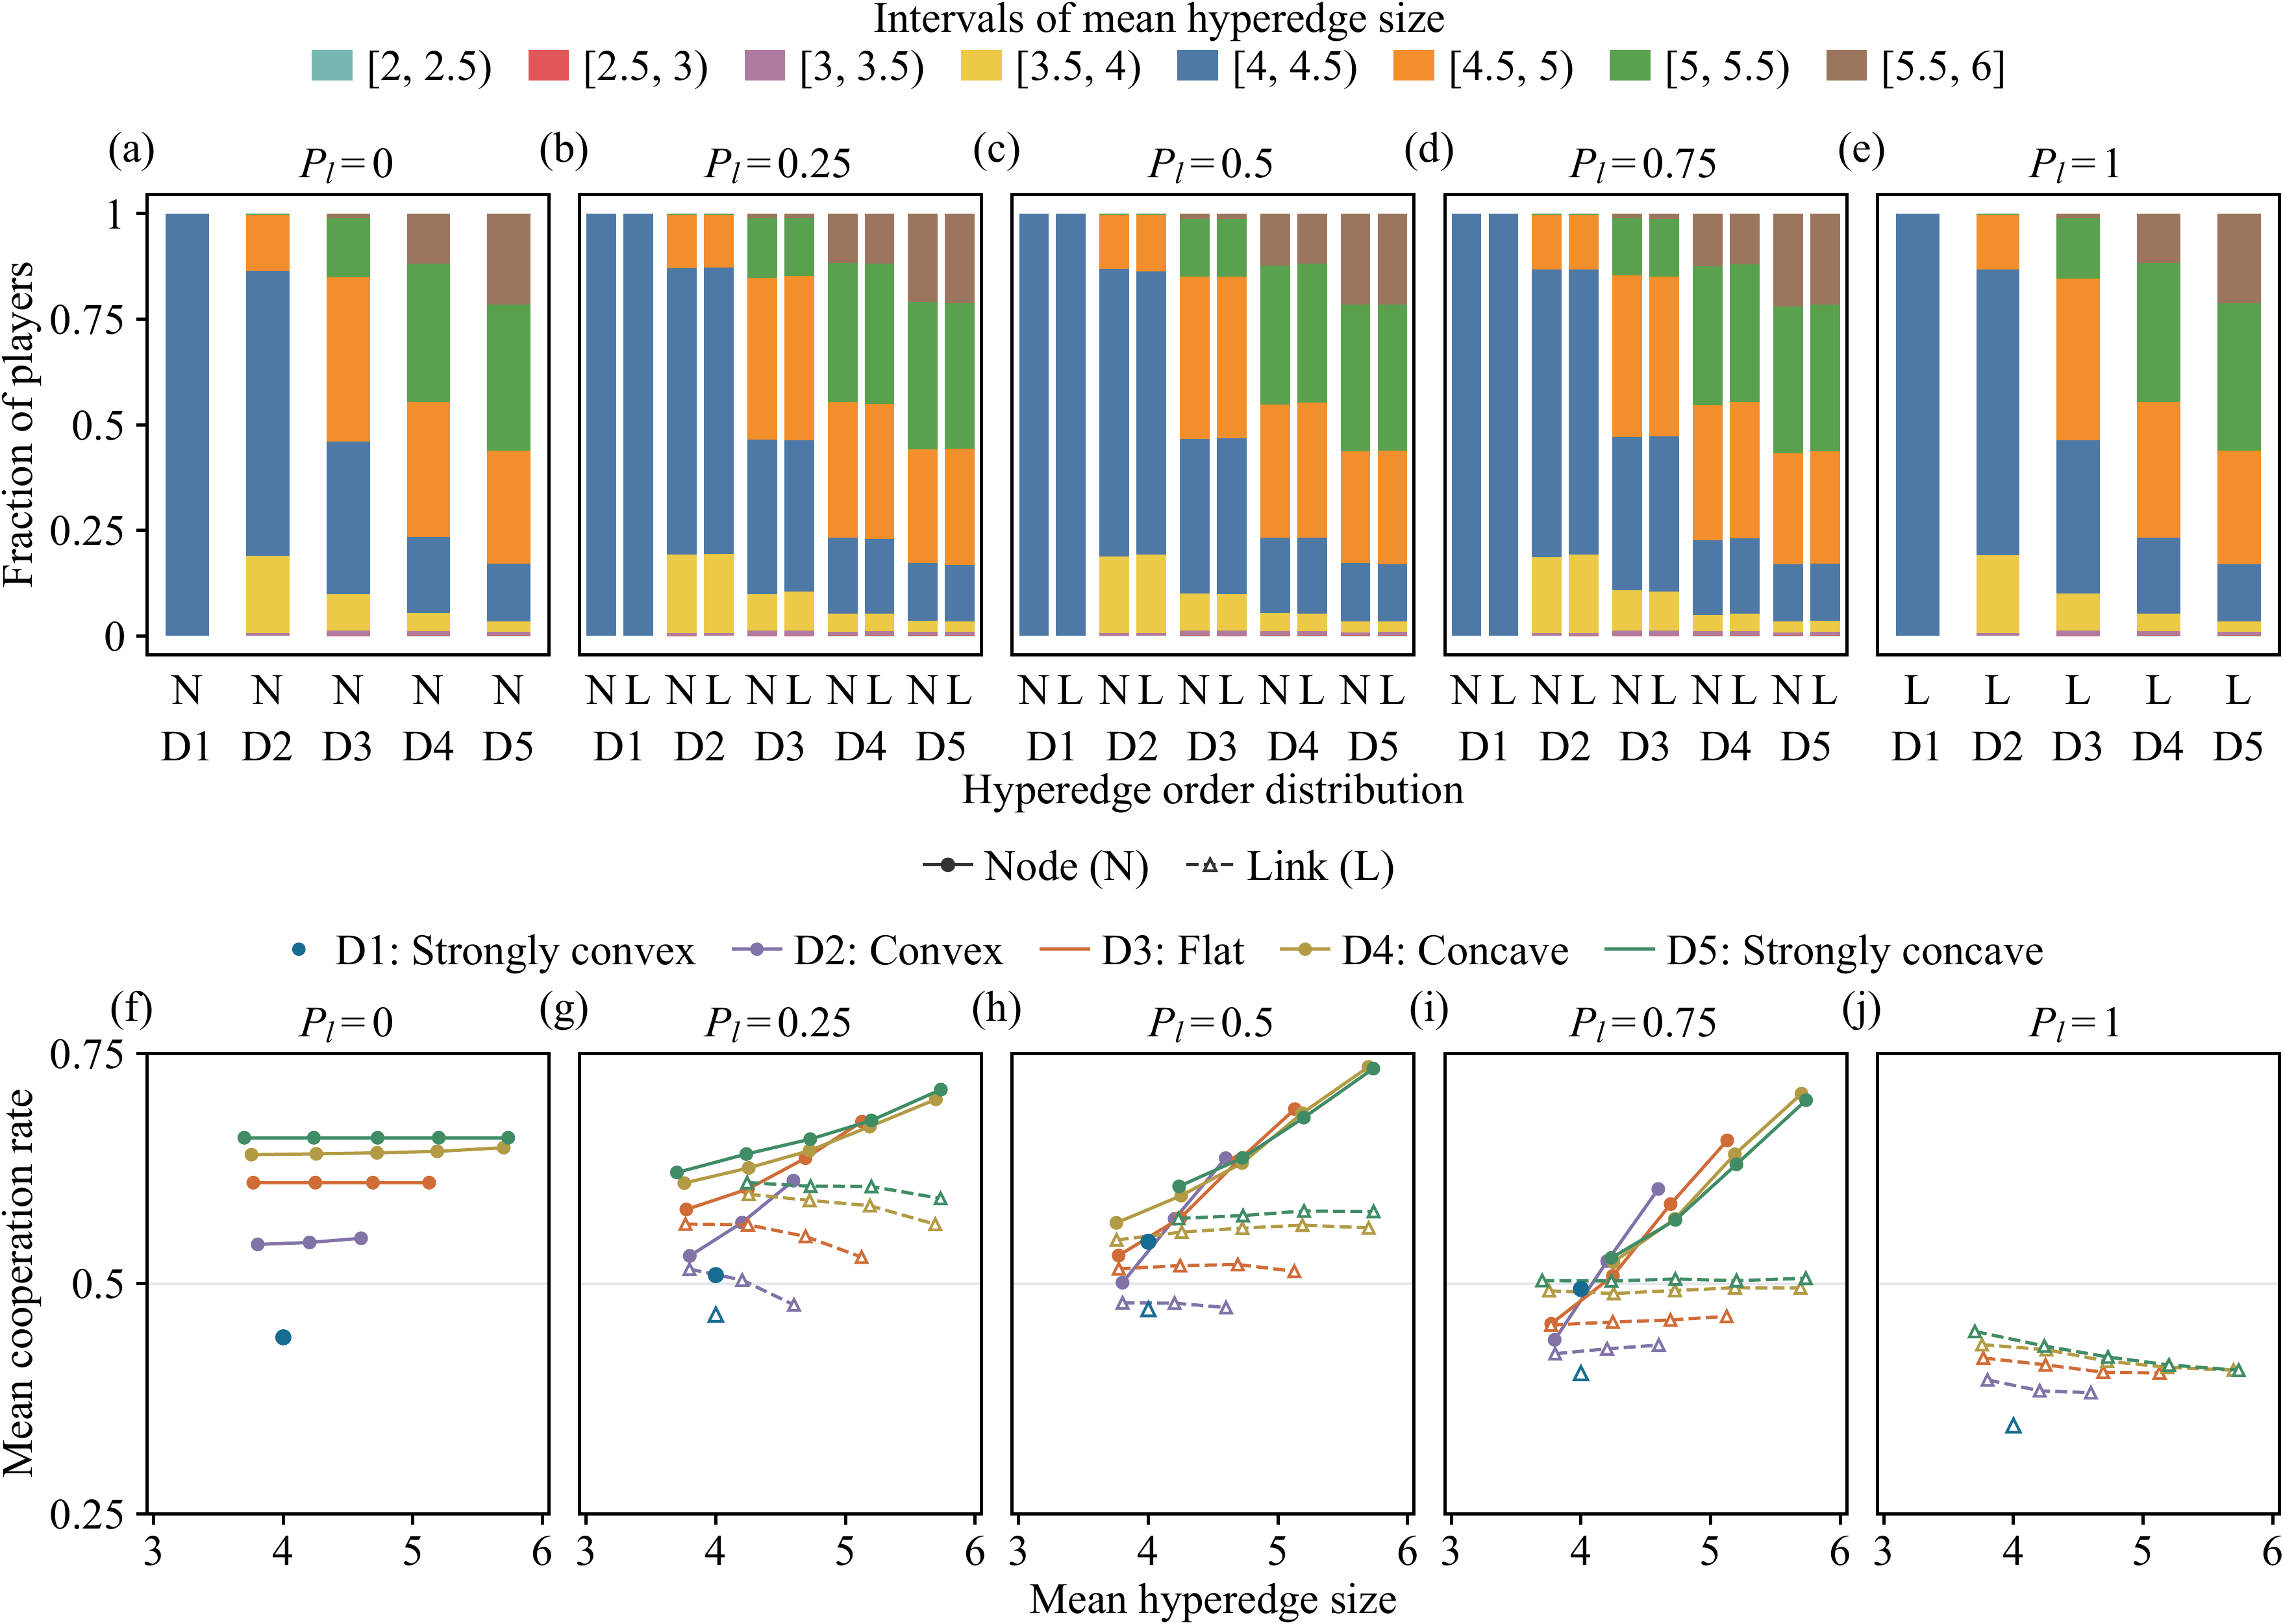 Intervals of mean hyperedge size
[2, 2.5) [2.5, 3) [3, 3.5) [3.5, 4) [4, 4.5) [4.5, 5) [5, 5.5) [5.5, 6]
(a) (b) (c) (d) (e)
P_l = 0 P_l = 0.25 P_l = 0.5 P_l = 0.75 P_l = 1
Fraction of players
1
0.75
0.5
0.25
0
N N N N N N L N L N L N L N L N L N L N L N L N L N L N L N L N L N L L L L L L
D1 D2 D3 D4 D5 D1 D2 D3 D4 D5 D1 D2 D3 D4 D5 D1 D2 D3 D4 D5 D1 D2 D3 D4 D5
Hyperedge order distribution
Node (N) Link (L)
D1: Strongly convex D2: Convex D3: Flat D4: Concave D5: Strongly concave
(f) (g) (h) (i) (j)
P_l = 0 P_l = 0.25 P_l = 0.5 P_l = 0.75 P_l = 1
Mean cooperation rate
0.75
0.5
0.25
3 4 5 6 3 4 5 6 3 4 5 6 3 4 5 6 3 4 5 6
Mean hyperedge size